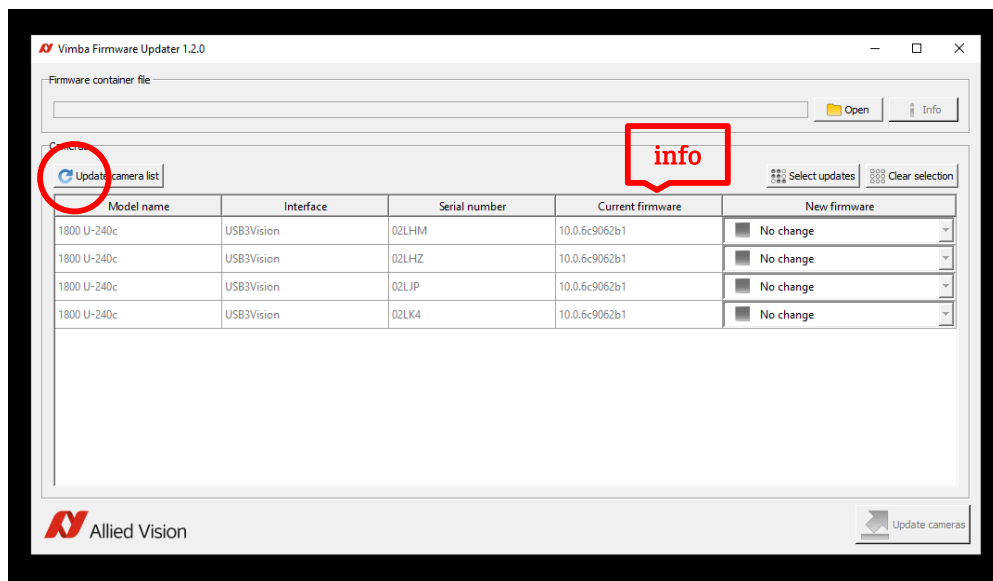 Vimba Firmware Updater 1.2.0
Firmware container file
Open Info
Cameras
info
Update camera list Select updates Clear selection
Model name Interface Serial number Current firmware New firmware
1800 U-240c USB3Vision 02LHM 10.0.6c9062b1 No change
1800 U-240c USB3Vision 02LHZ 10.0.6c9062b1 No change
1800 U-240c USB3Vision 02LJP 10.0.6c9062b1 No change
1800 U-240c USB3Vision 02LK4 10.0.6c9062b1 No change
Allied Vision Update cameras